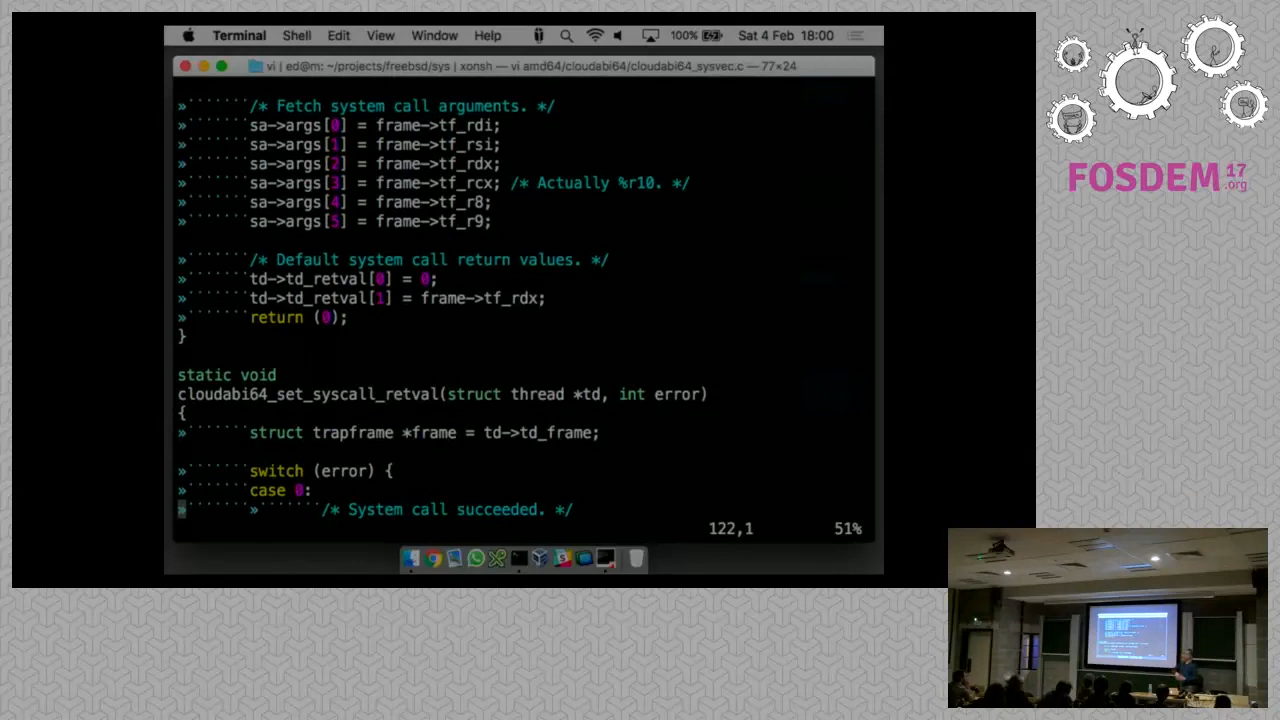 Terminal Shell Edit View Window Help 100% Sat 4 Feb 18:00
vi | ed@m: ~/projects/freebsd/sys | xonsh — vi amd64/cloudabi64/cloudabi64_sysvec.c — 77×24
FOSDEM 17 .org
» /* Fetch system call arguments. */
» sa->args[0] = frame->tf_rdi;
» sa->args[1] = frame->tf_rsi;
» sa->args[2] = frame->tf_rdx;
» sa->args[3] = frame->tf_rcx; /* Actually %r10. */
» sa->args[4] = frame->tf_r8;
» sa->args[5] = frame->tf_r9;
» /* Default system call return values. */
» td->td_retval[0] = 0;
» td->td_retval[1] = frame->tf_rdx;
» return (0);
}
static void
cloudabi64_set_syscall_retval(struct thread *td, int error)
{
» struct trapframe *frame = td->td_frame;
» switch (error) {
» case 0:
» » /* System call succeeded. */
122,1 51%